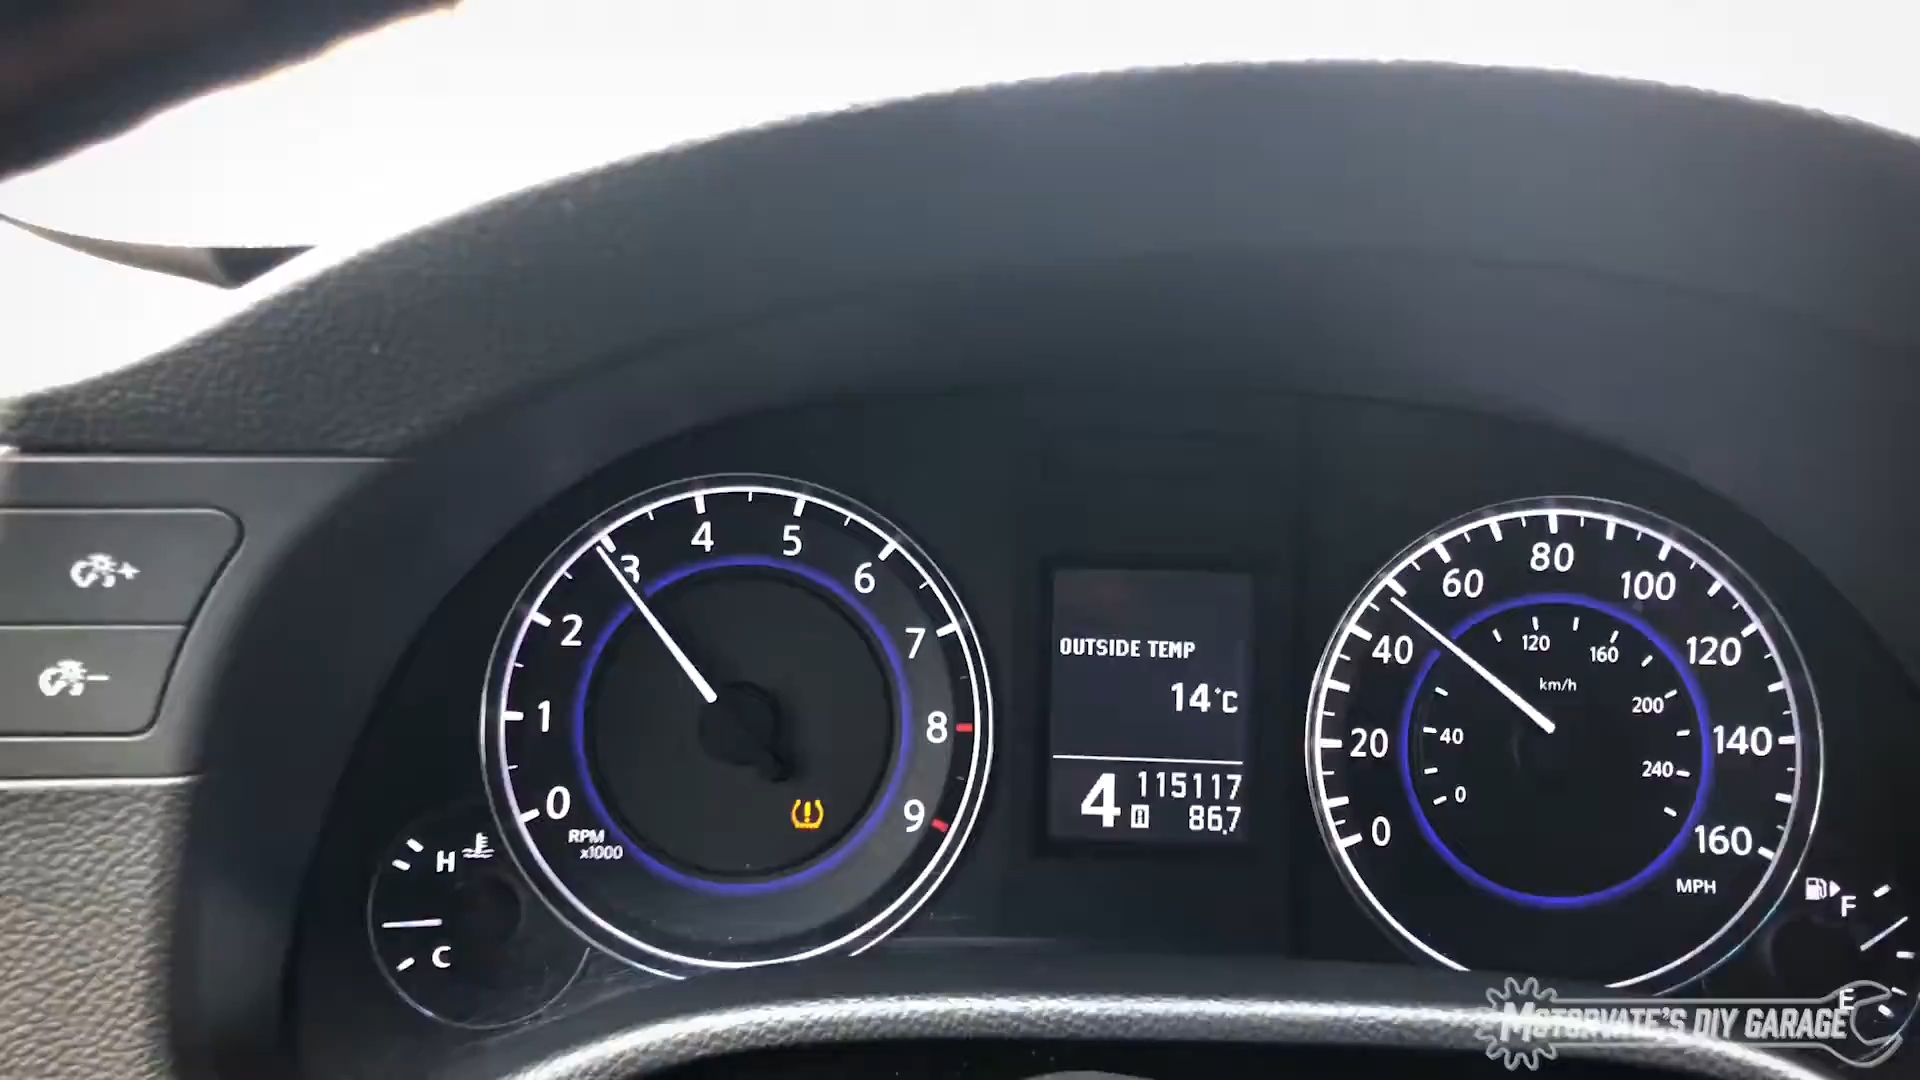 4 5
3 6
2 7
1 8
0 9
RPM
x1000
H
C
OUTSIDE TEMP
14°C
4 115117
A 86.7
80
60 100
40 120
20 140
0 160
MPH
120
160
km/h
200
40
240
0
F
E
MOTORVATE'S DIY GARAGE